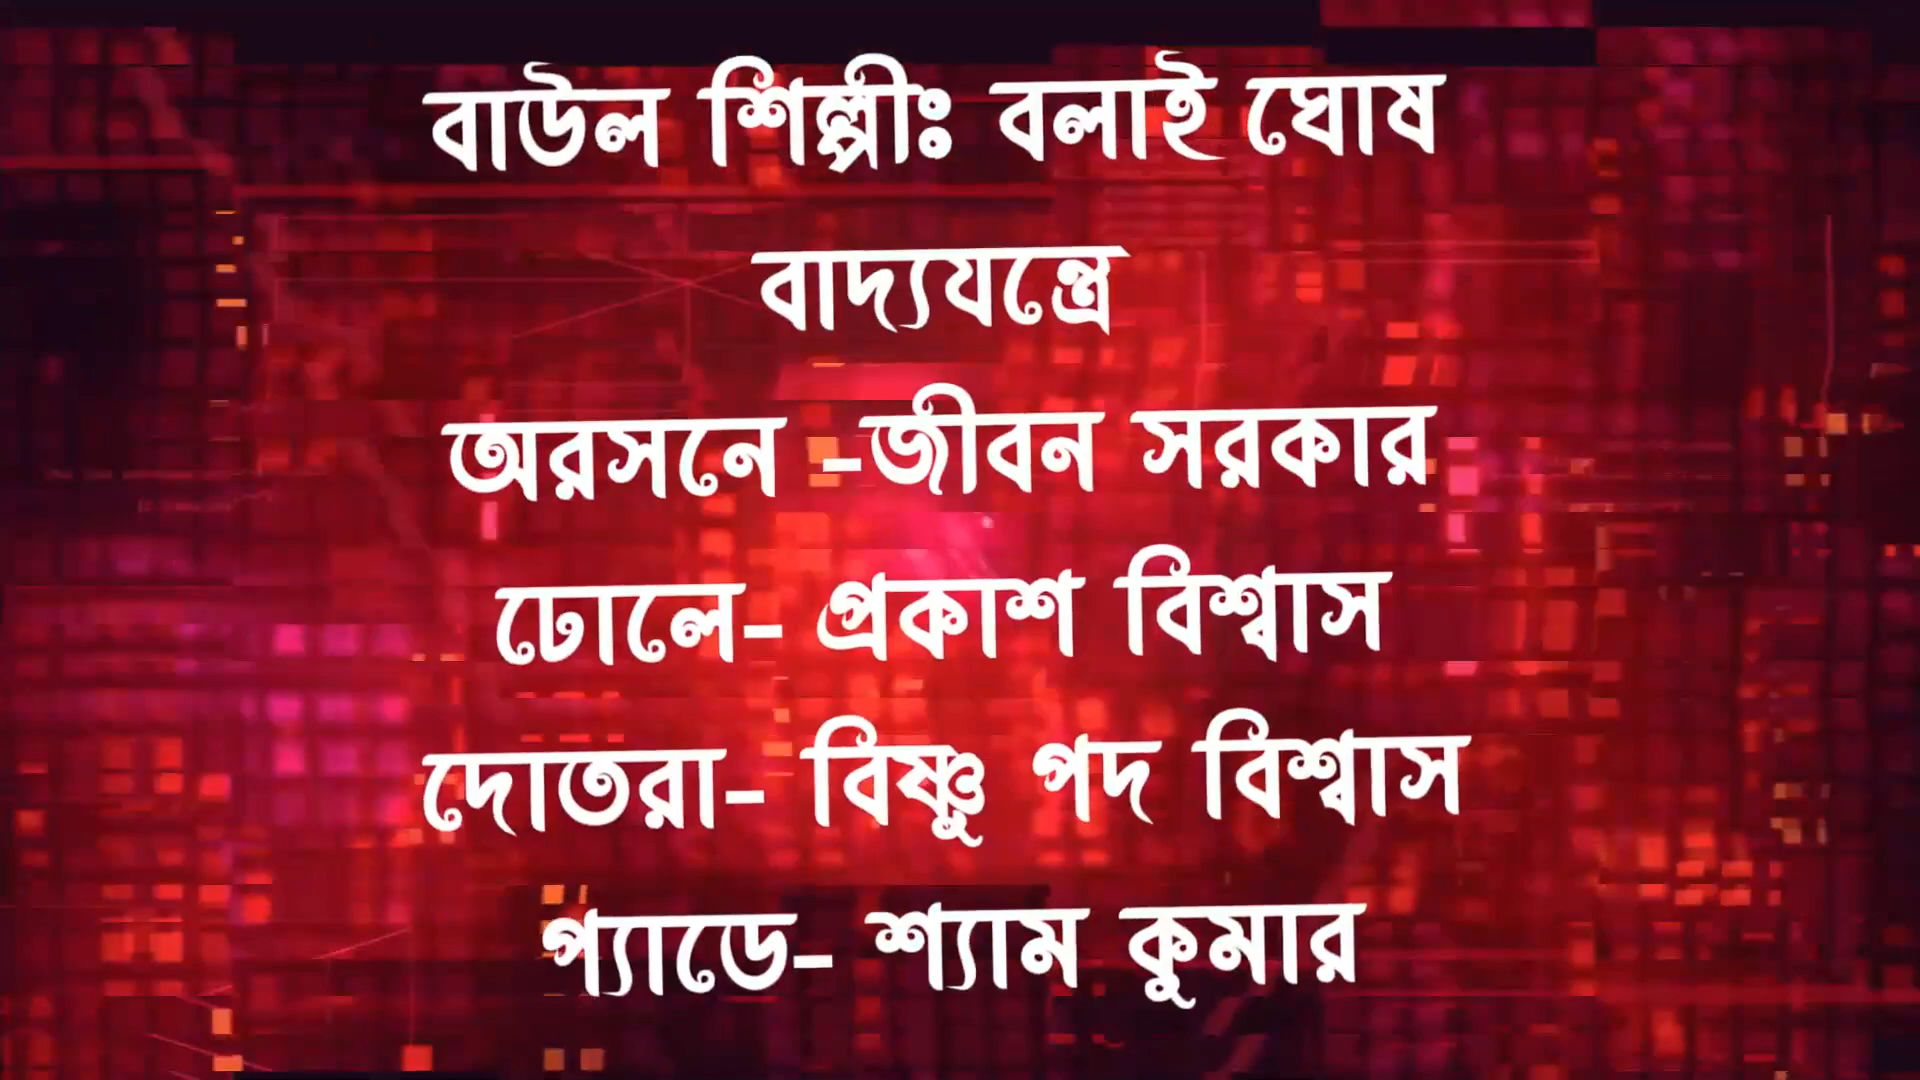 বাউল শিল্পীঃ বলাই ঘোষ
বাদ্যযন্ত্রে
অরসনে -জীবন সরকার
ঢোলে- প্রকাশ বিশ্বাস
দোতরা- বিষ্ণু পদ বিশ্বাস
প্যাডে- শ্যাম কুমার